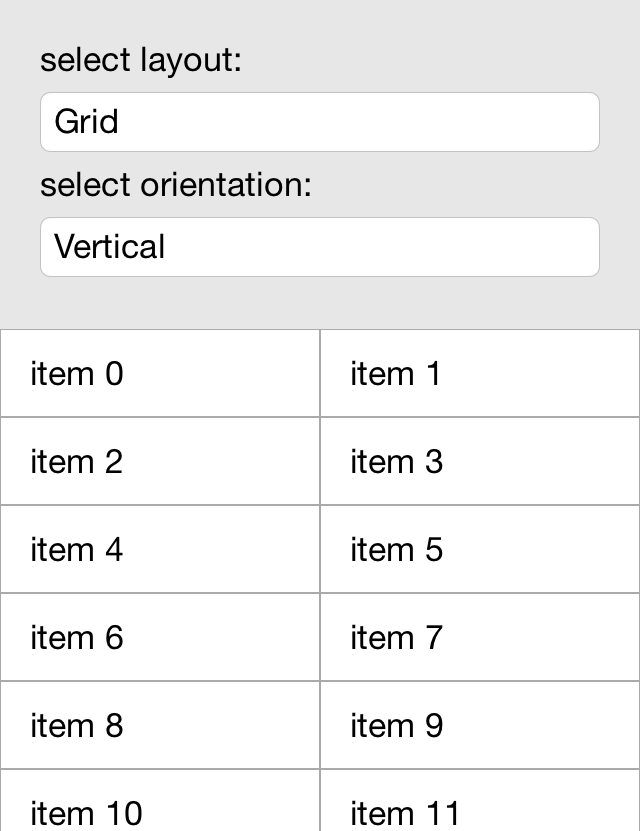 select layout:
Grid
select orientation:
Vertical
item 0 item 1
item 2 item 3
item 4 item 5
item 6 item 7
item 8 item 9
item 10 item 11